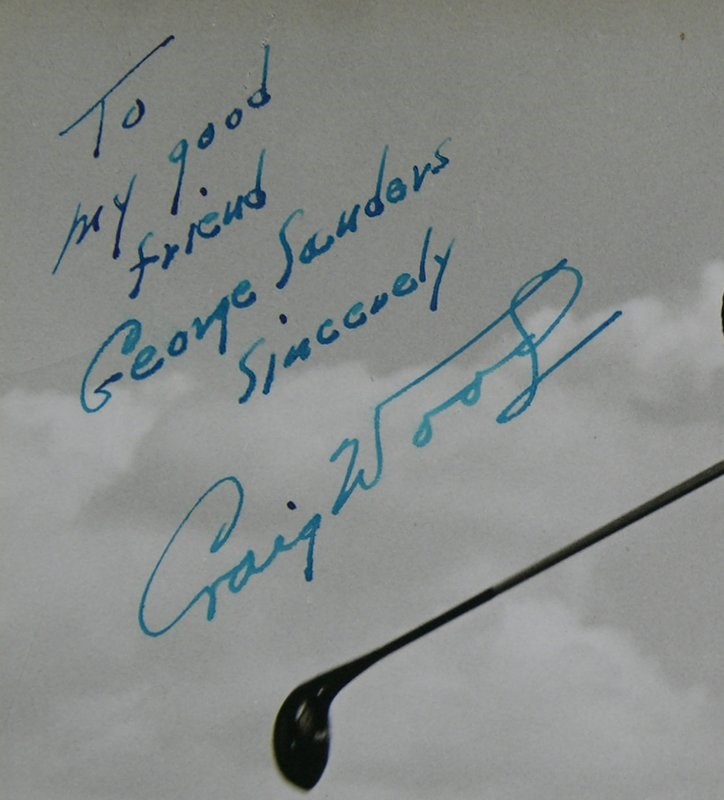 To
my good
friend
George Sanders
Sincerely
Craig Wood